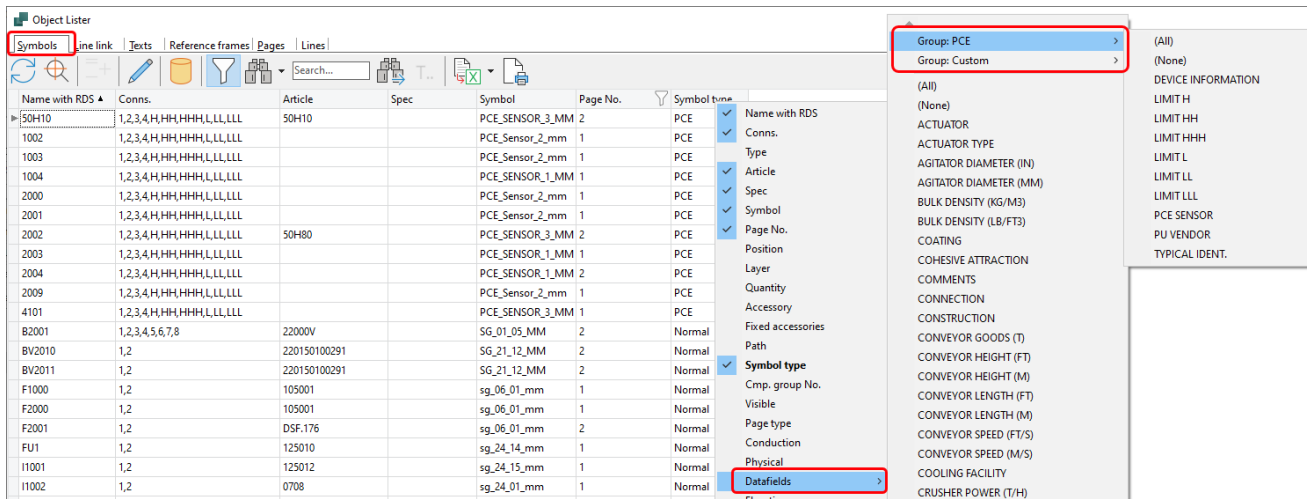 Object Lister
Symbols Line link Texts Reference frames Pages Lines
Search... T..
Name with RDS Conns. Article Spec Symbol Page No. Symbol type
50H10 1,2,3,4,H,HH,HHH,L,LL,LLL 50H10 PCE_SENSOR_3_MM 2 PCE
1002 1,2,3,4,H,HH,HHH,L,LL,LLL PCE_Sensor_2_mm 1 PCE
1003 1,2,3,4,H,HH,HHH,L,LL,LLL PCE_Sensor_2_mm 1 PCE
1004 1,2,3,4,H,HH,HHH,L,LL,LLL PCE_SENSOR_1_MM 1 PCE
2000 1,2,3,4,H,HH,HHH,L,LL,LLL PCE_Sensor_2_mm 1 PCE
2001 1,2,3,4,H,HH,HHH,L,LL,LLL PCE_Sensor_2_mm 1 PCE
2002 1,2,3,4,H,HH,HHH,L,LL,LLL 50H80 PCE_SENSOR_3_MM 2 PCE
2003 1,2,3,4,H,HH,HHH,L,LL,LLL PCE_SENSOR_1_MM 1 PCE
2004 1,2,3,4,H,HH,HHH,L,LL,LLL PCE_SENSOR_1_MM 2 PCE
2009 1,2,3,4,H,HH,HHH,L,LL,LLL PCE_Sensor_2_mm 1 PCE
4101 1,2,3,4,H,HH,HHH,L,LL,LLL PCE_SENSOR_3_MM 1 PCE
B2001 1,2,3,4,5,6,7,8 22000V SG_01_05_MM 2 Normal
BV2010 1,2 220150100291 SG_21_12_MM 2 Normal
BV2011 1,2 220150100291 SG_21_12_MM 2 Normal
F1000 1,2 105001 sg_06_01_mm 1 Normal
F2000 1,2 105001 sg_06_01_mm 1 Normal
F2001 1,2 DSF.176 sg_06_01_mm 2 Normal
FU1 1,2 125010 sg_24_14_mm 1 Normal
I1001 1,2 125012 sg_24_15_mm 1 Normal
I1002 1,2 0708 sg_24_01_mm 1 Normal
Name with RDS
Conns.
Type
Article
Spec
Symbol
Page No.
Position
Layer
Quantity
Accessory
Fixed accessories
Path
Symbol type
Cmp. group No.
Visible
Page type
Conduction
Physical
Datafields
Group: PCE
Group: Custom
(All)
(None)
ACTUATOR
ACTUATOR TYPE
AGITATOR DIAMETER (IN)
AGITATOR DIAMETER (MM)
BULK DENSITY (KG/M3)
BULK DENSITY (LB/FT3)
COATING
COHESIVE ATTRACTION
COMMENTS
CONNECTION
CONSTRUCTION
CONVEYOR GOODS (T)
CONVEYOR HEIGHT (FT)
CONVEYOR HEIGHT (M)
CONVEYOR LENGTH (FT)
CONVEYOR LENGTH (M)
CONVEYOR SPEED (FT/S)
CONVEYOR SPEED (M/S)
COOLING FACILITY
CRUSHER POWER (T/H)
(All)
(None)
DEVICE INFORMATION
LIMIT H
LIMIT HH
LIMIT HHH
LIMIT L
LIMIT LL
LIMIT LLL
PCE SENSOR
PU VENDOR
TYPICAL IDENT.